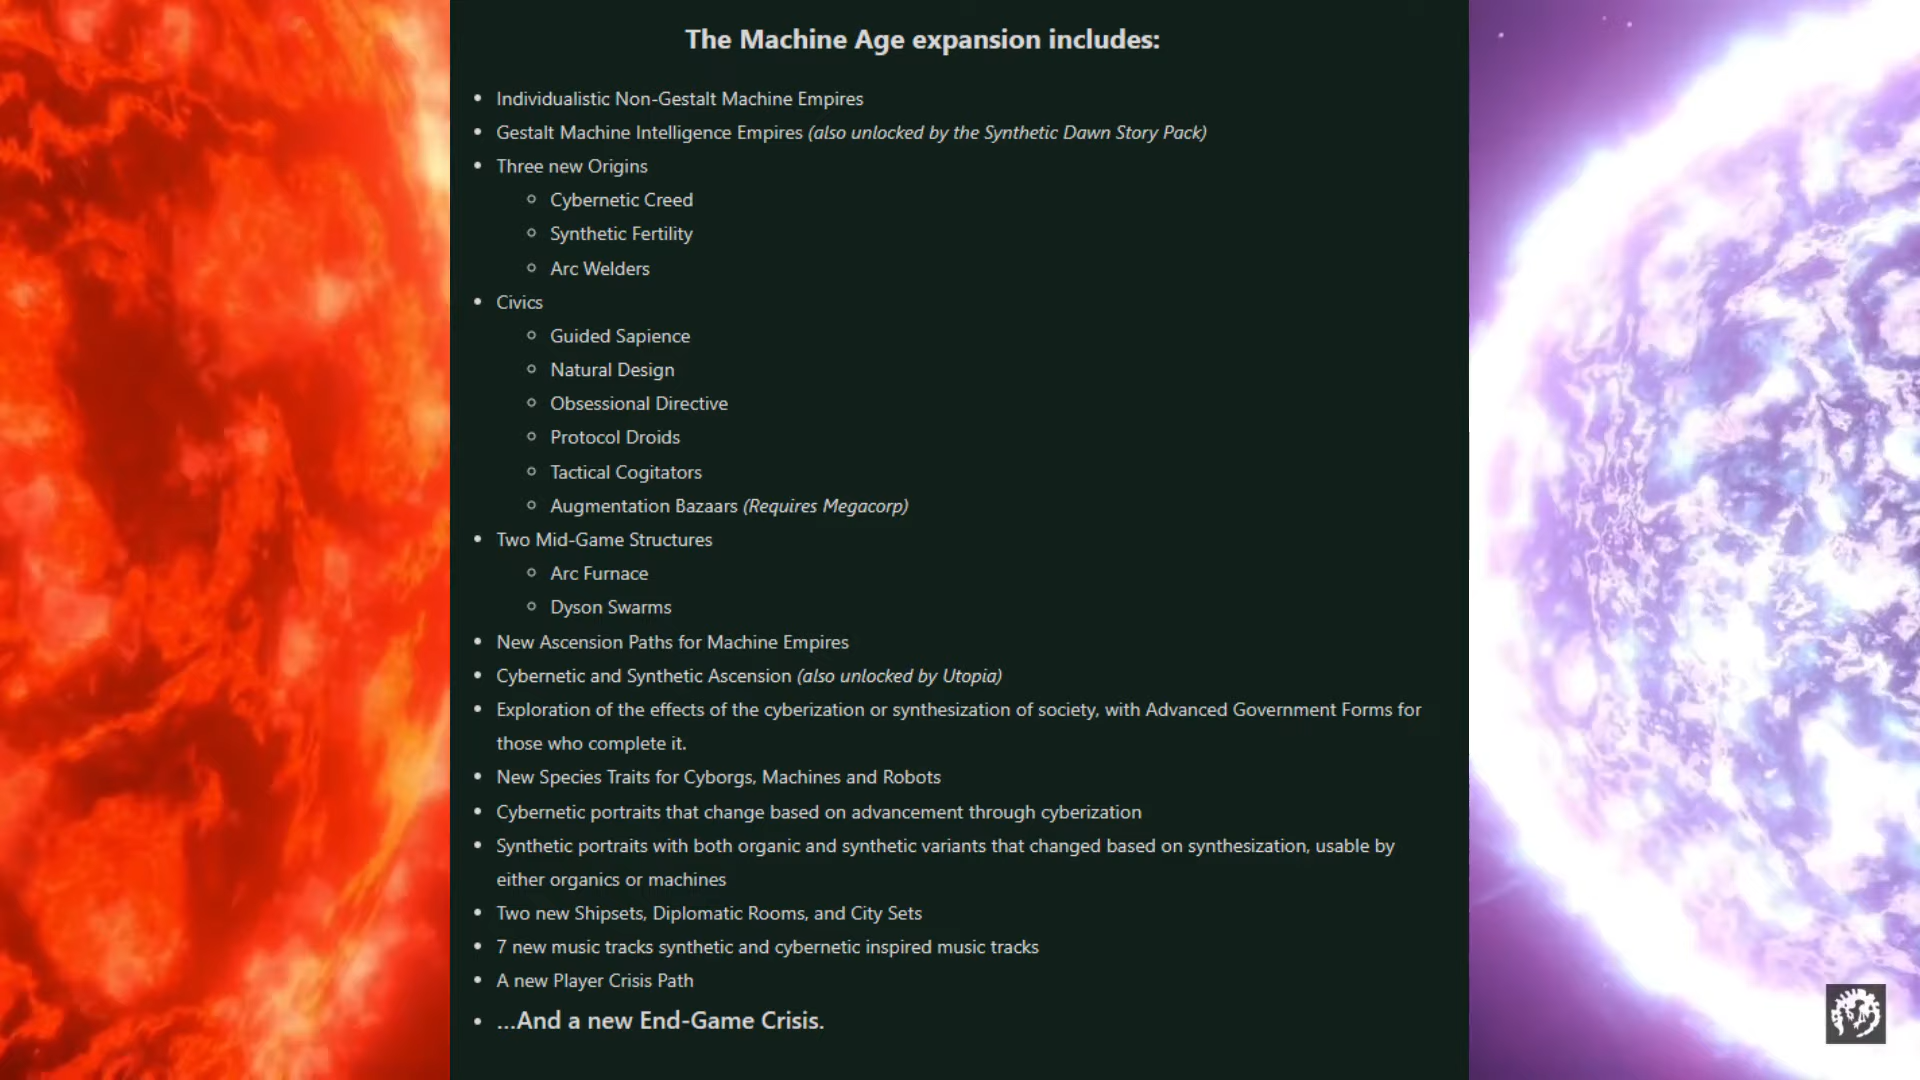 The Machine Age expansion includes:
• Individualistic Non-Gestalt Machine Empires
• Gestalt Machine Intelligence Empires (also unlocked by the Synthetic Dawn Story Pack)
• Three new Origins
◦ Cybernetic Creed
◦ Synthetic Fertility
◦ Arc Welders
• Civics
◦ Guided Sapience
◦ Natural Design
◦ Obsessional Directive
◦ Protocol Droids
◦ Tactical Cogitators
◦ Augmentation Bazaars (Requires Megacorp)
• Two Mid-Game Structures
◦ Arc Furnace
◦ Dyson Swarms
• New Ascension Paths for Machine Empires
• Cybernetic and Synthetic Ascension (also unlocked by Utopia)
• Exploration of the effects of the cyberization or synthesization of society, with Advanced Government Forms for
those who complete it.
• New Species Traits for Cyborgs, Machines and Robots
• Cybernetic portraits that change based on advancement through cyberization
• Synthetic portraits with both organic and synthetic variants that changed based on synthesization, usable by
either organics or machines
• Two new Shipsets, Diplomatic Rooms, and City Sets
• 7 new music tracks synthetic and cybernetic inspired music tracks
• A new Player Crisis Path
• ...And a new End-Game Crisis.